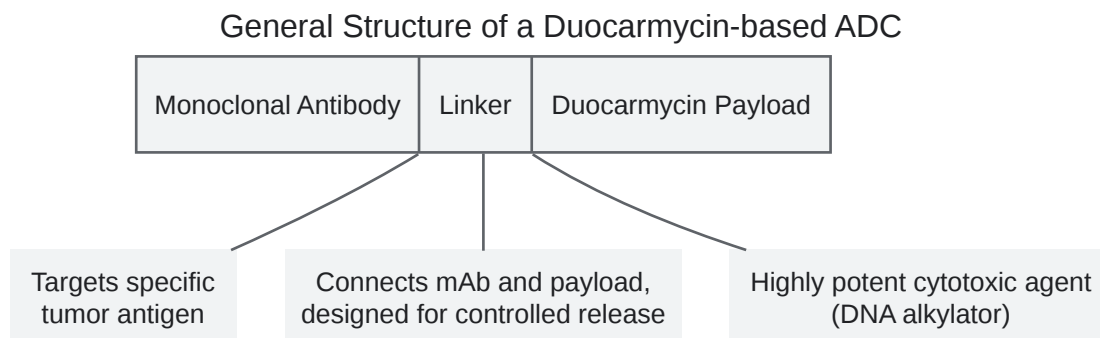 General Structure of a Duocarmycin-based ADC
Monoclonal Antibody
Linker
Duocarmycin Payload
Targets specific
tumor antigen
Connects mAb and payload,
designed for controlled release
Highly potent cytotoxic agent
(DNA alkylator)